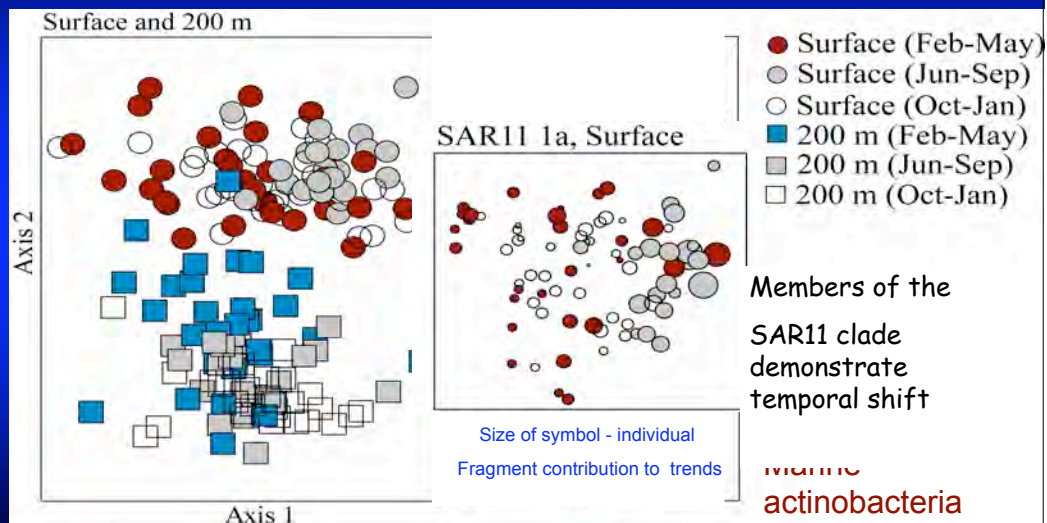 Surface and 200 m
Axis 2
Axis 1
SAR11 1a, Surface
Size of symbol - individual
Fragment contribution to trends
Surface (Feb-May)
Surface (Jun-Sep)
Surface (Oct-Jan)
200 m (Feb-May)
200 m (Jun-Sep)
200 m (Oct-Jan)
Members of the
SAR11 clade
demonstrate
temporal shift
actinobacteria